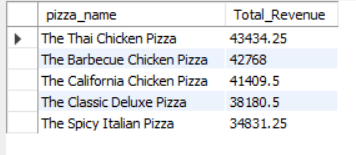 pizza_name Total_Revenue
The Thai Chicken Pizza 43434.25
The Barbecue Chicken Pizza 42768
The California Chicken Pizza 41409.5
The Classic Deluxe Pizza 38180.5
The Spicy Italian Pizza 34831.25